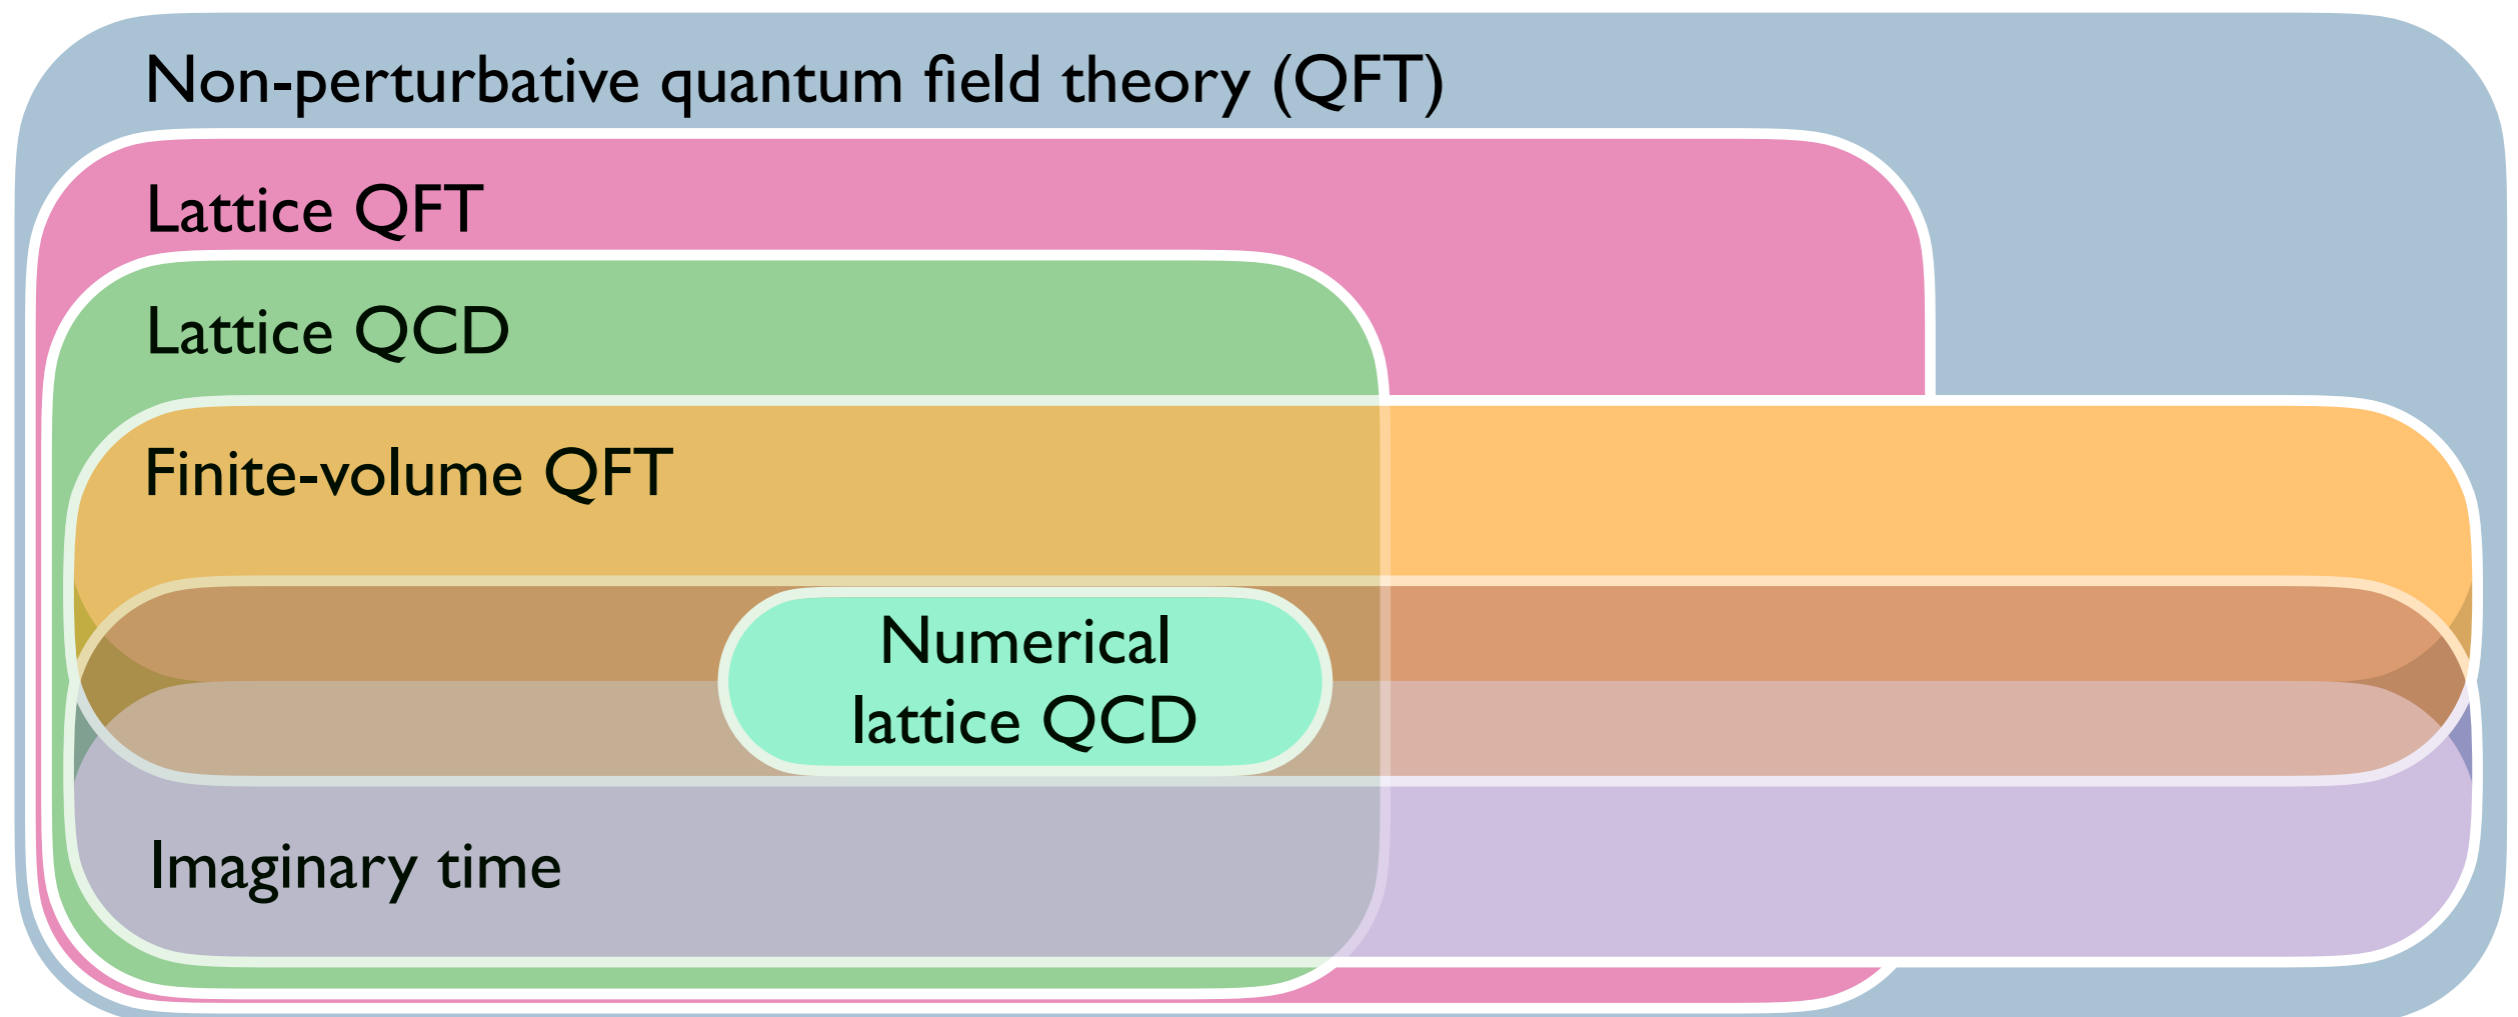 Non-perturbative quantum field theory (QFT)
Lattice QFT
Lattice QCD
Finite-volume QFT
Numerical
lattice QCD
Imaginary time